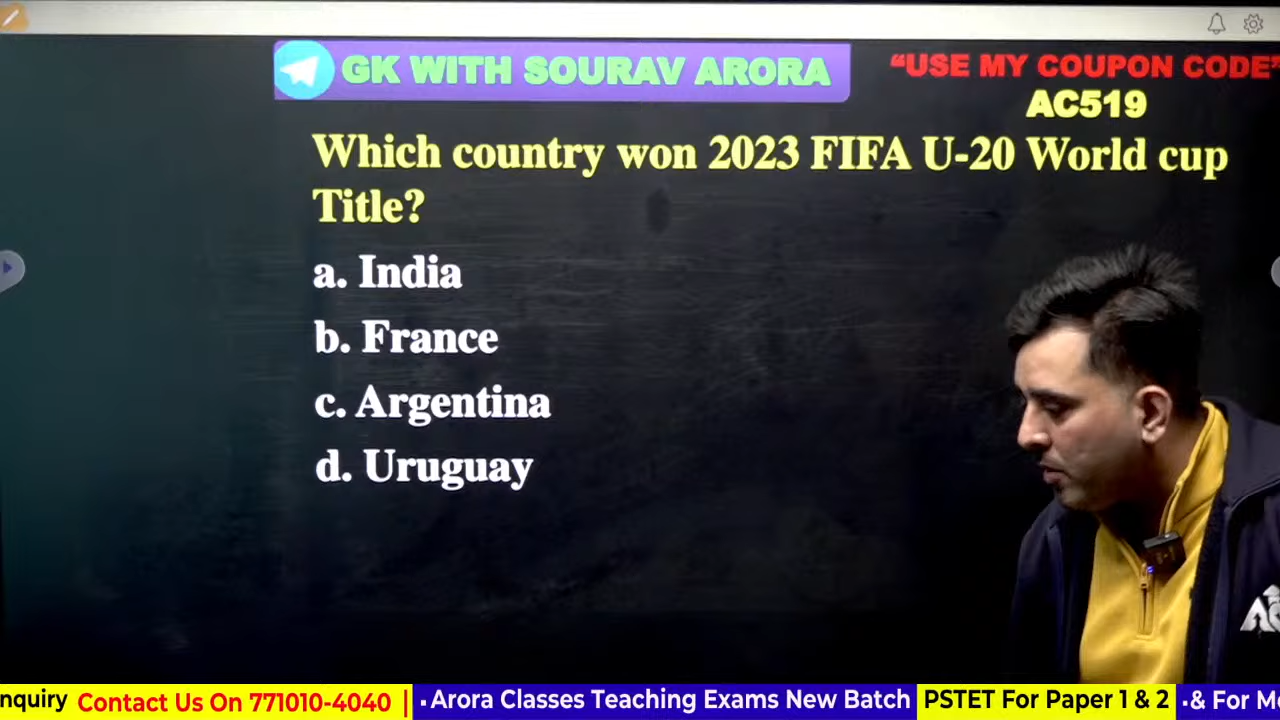 GK WITH SOURAV ARORA
“USE MY COUPON CODE”
AC519
Which country won 2023 FIFA U-20 World cup
Title?
a. India
b. France
c. Argentina
d. Uruguay
nquiry Contact Us On 771010-4040 | • Arora Classes Teaching Exams New Batch PSTET For Paper 1 & 2 •& For M